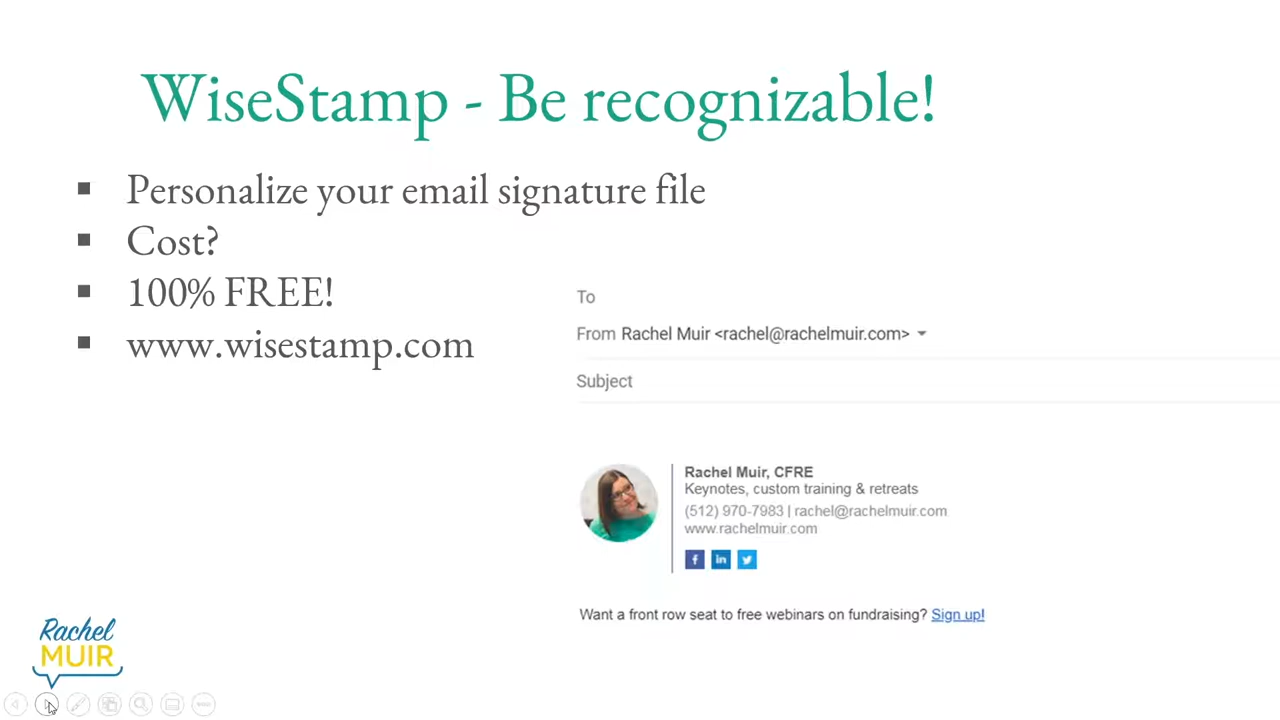 WiseStamp - Be recognizable!
Personalize your email signature file
Cost?
100% FREE!
www.wisestamp.com
To
From Rachel Muir <rachel@rachelmuir.com>
Subject
Rachel Muir, CFRE
Keynotes, custom training & retreats
(512) 970-7983 | rachel@rachelmuir.com
www.rachelmuir.com
f in
Want a front row seat to free webinars on fundraising? Sign up!
Rachel
MUIR